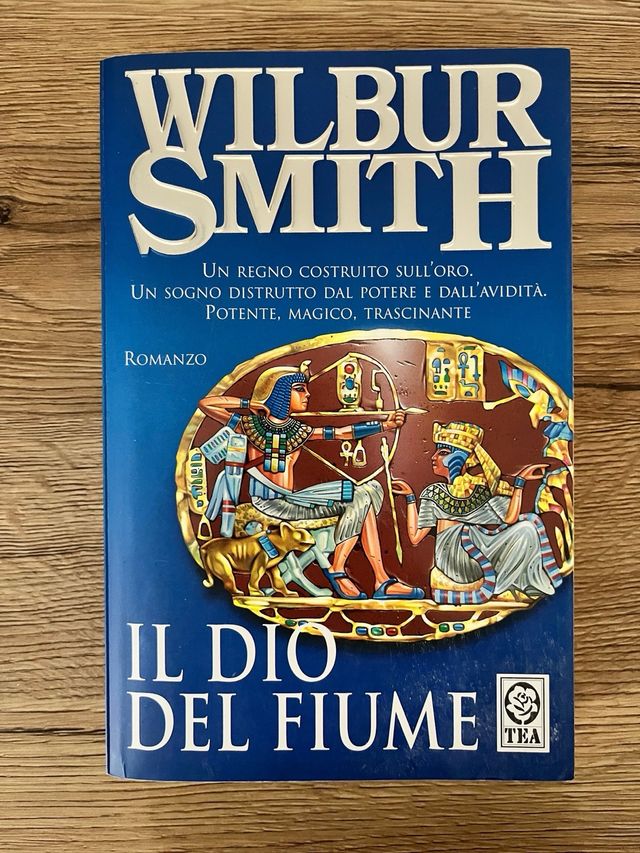 WILBUR
SMITH
UN REGNO COSTRUITO SULL'ORO.
UN SOGNO DISTRUTTO DAL POTERE E DALL'AVIDITÀ.
POTENTE, MAGICO, TRASCINANTE
ROMANZO
IL DIO
DEL FIUME
TEA